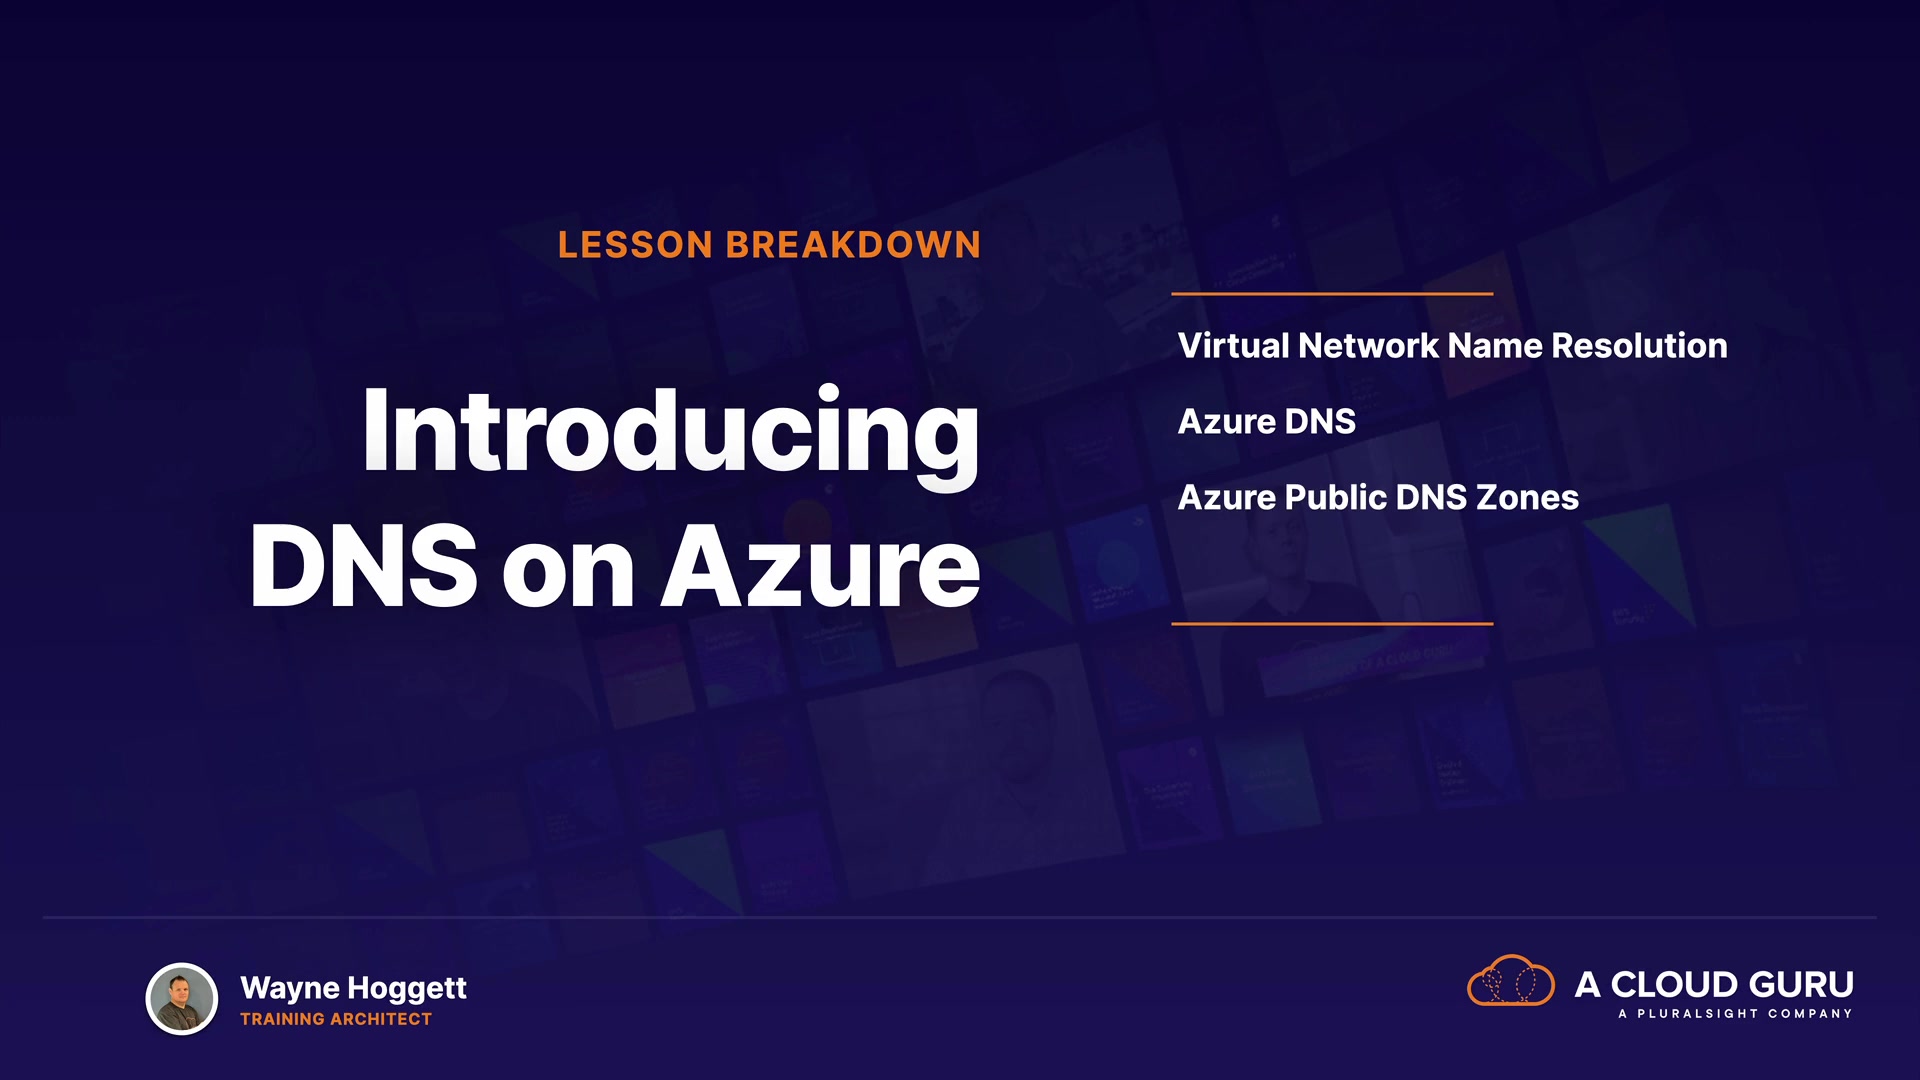 LESSON BREAKDOWN
Introducing
DNS on Azure
Virtual Network Name Resolution
Azure DNS
Azure Public DNS Zones
Wayne Hoggett
TRAINING ARCHITECT
A CLOUD GURU
A PLURALSIGHT COMPANY